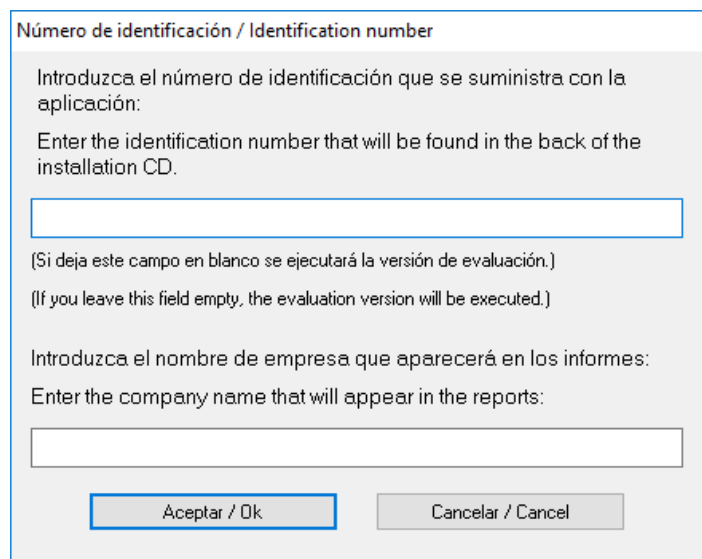 Número de identificación / Identification number
Introduzca el número de identificación que se suministra con la
aplicación:
Enter the identification number that will be found in the back of the
installation CD.
(Si deja este campo en blanco se ejecutará la versión de evaluación.)
(If you leave this field empty, the evaluation version will be executed.)
Introduzca el nombre de empresa que aparecerá en los informes:
Enter the company name that will appear in the reports:
Aceptar / Ok
Cancelar / Cancel